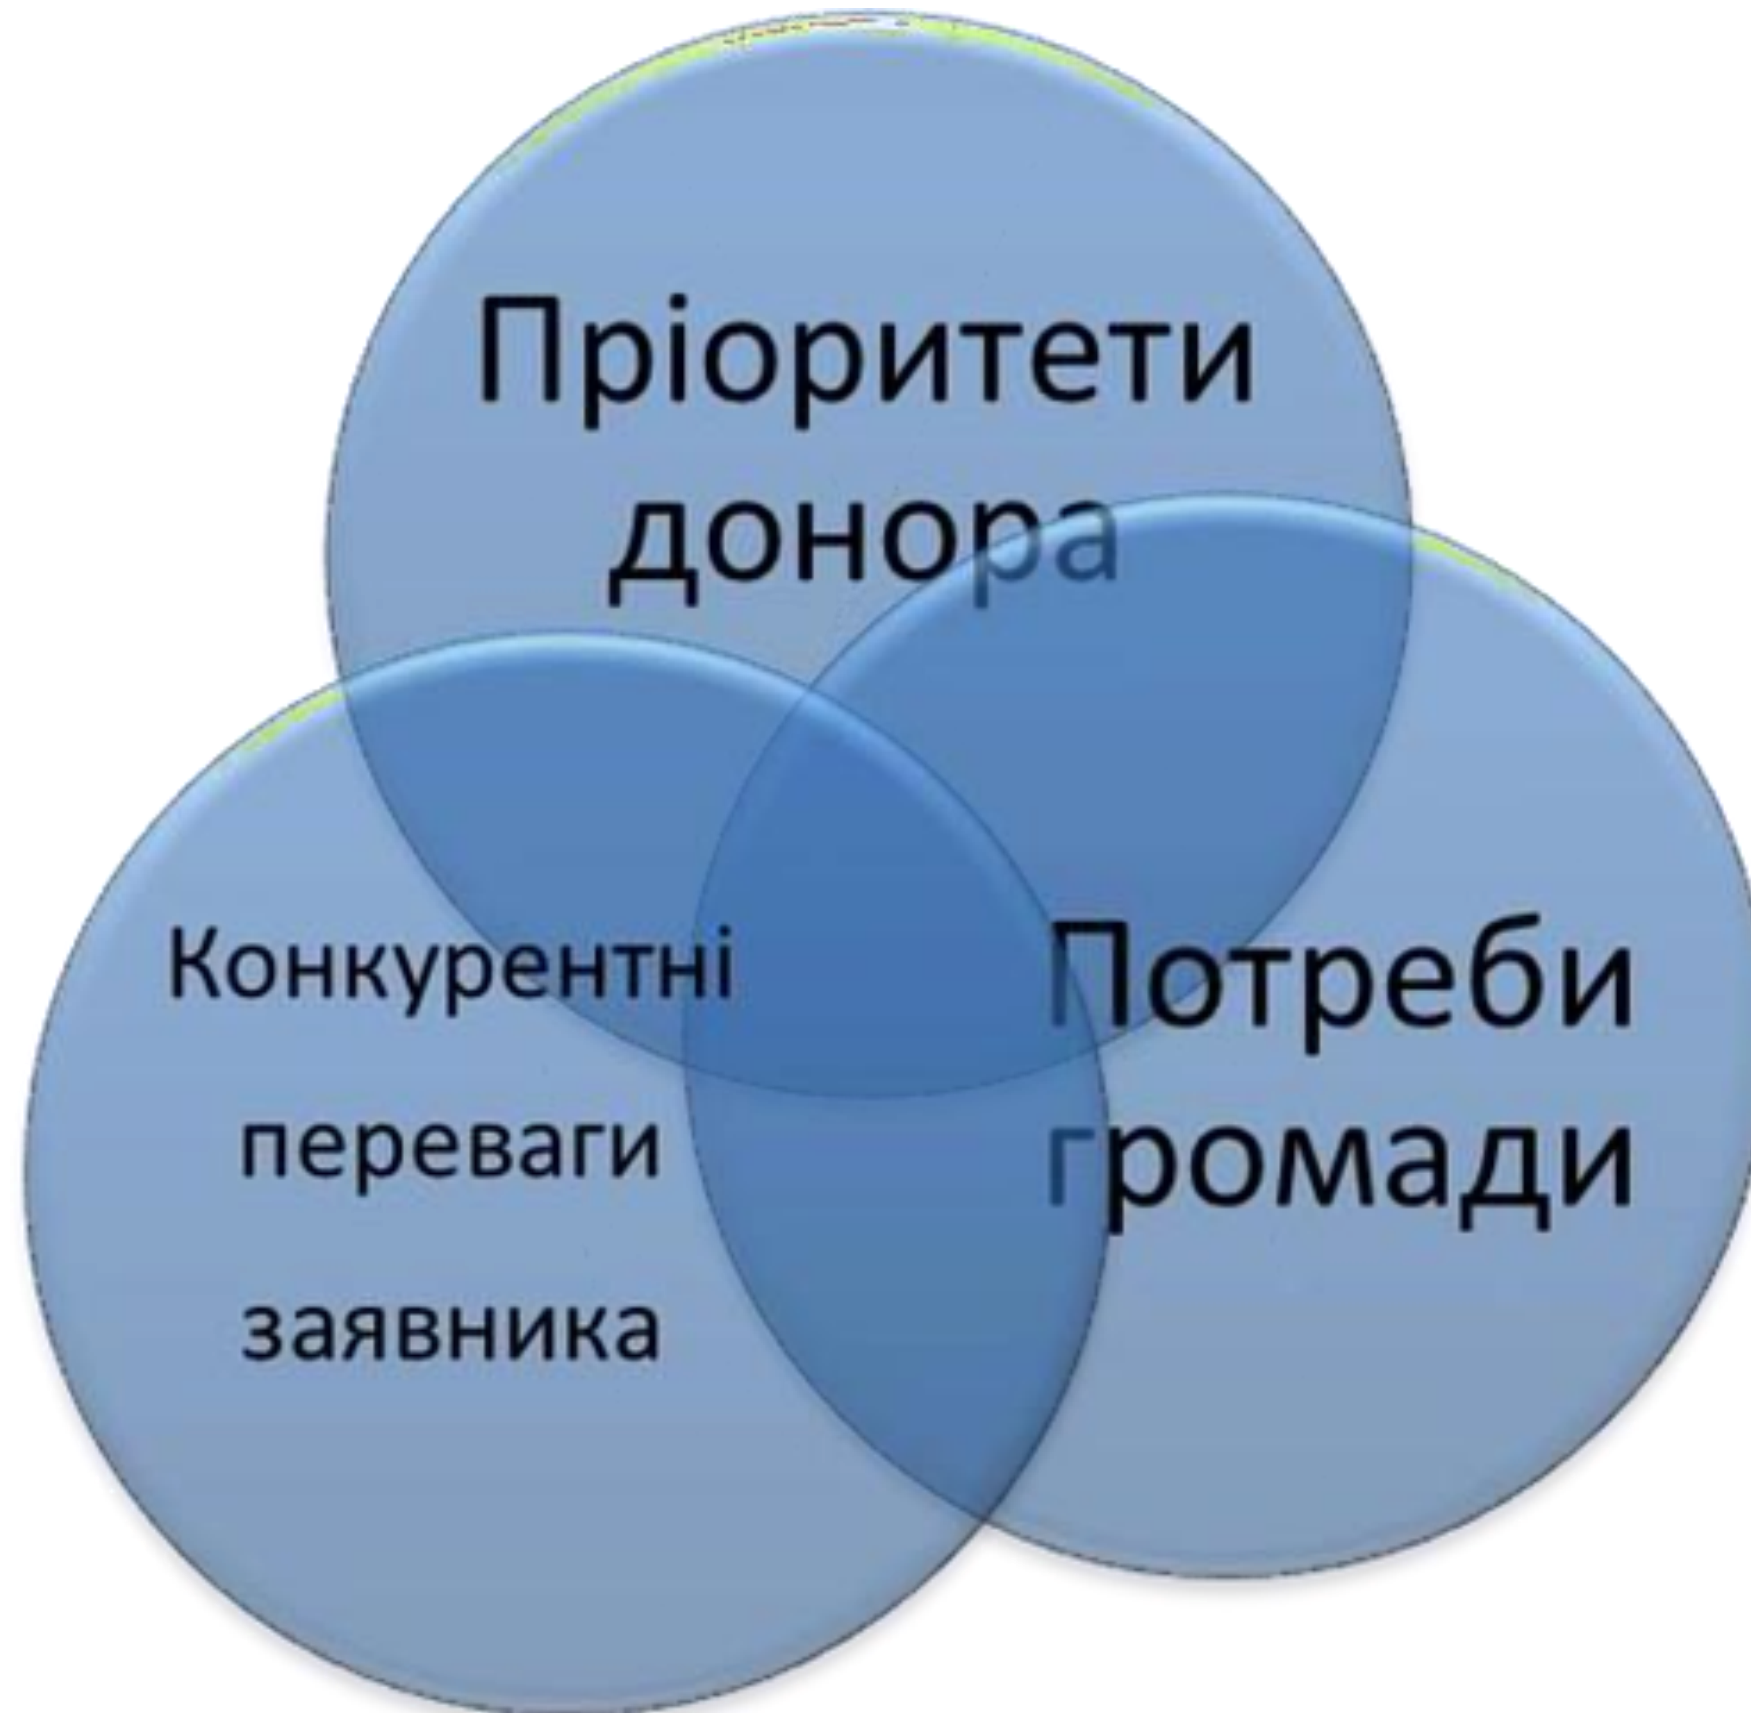 Пріоритети
донора
Конкурентні
переваги
заявника
Потреби
громади